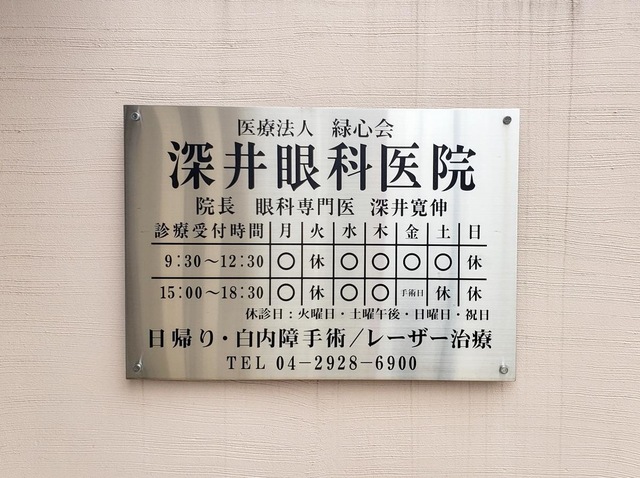 医療法人　緑心会
深井眼科医院
院長　眼科専門医　深井寛伸
診療受付時間 月 火 水 木 金 土 日
9:30～12:30 〇 休 〇 〇 〇 〇 休
15:00～18:30 〇 休 〇 〇 手術日 休 休
休診日：火曜日・土曜午後・日曜日・祝日
日帰り・白内障手術/レーザー治療
TEL 04-2928-6900